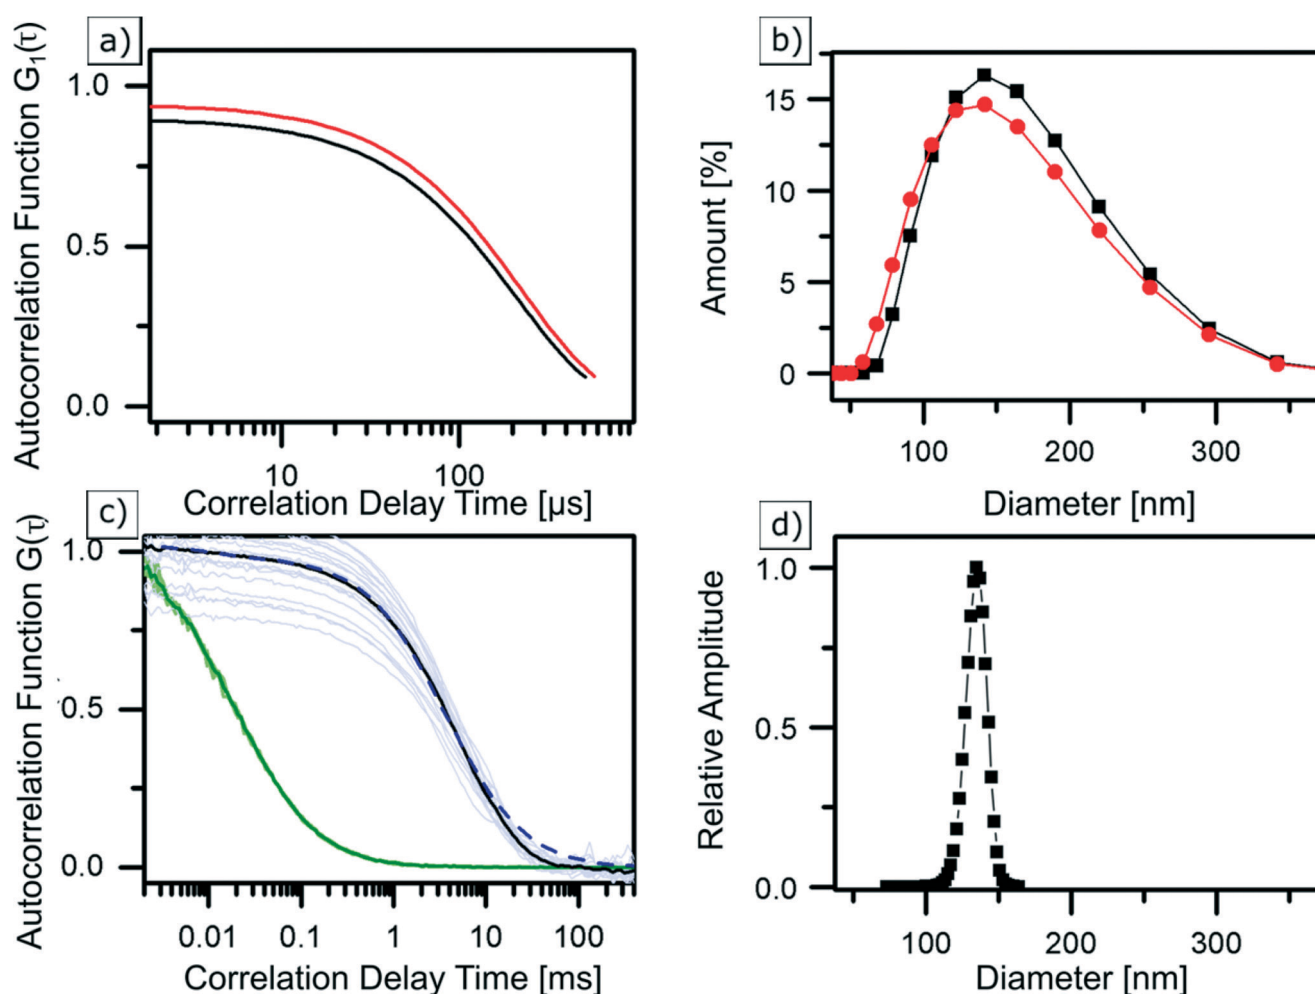 a)
Autocorrelation Function G₁(τ)
1.0
0.5
0.0
10 100
Correlation Delay Time [µs]
b)
Amount [%]
15
10
5
0
100 200 300
Diameter [nm]
c)
Autocorrelation Function G(τ)
1.0
0.5
0.0
0.01 0.1 1 10 100
Correlation Delay Time [ms]
d)
Relative Amplitude
1.0
0.5
0.0
100 200 300
Diameter [nm]